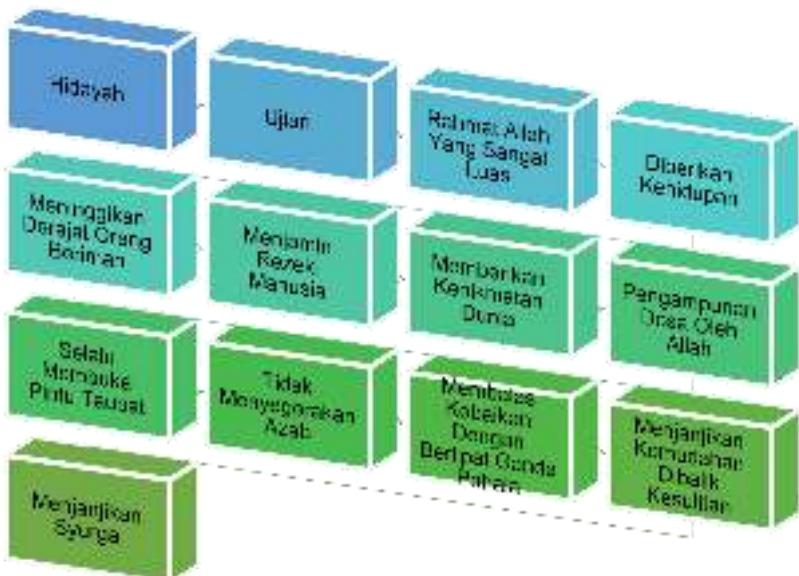 Hidayah
Ujian
Rahmat Allah
Yang Sangat
Luas
Diberikan
Kehidupan
Meninggikan
Derajat Orang
Beriman
Menjamin
Rezeki
Manusia
Memberikan
Kenikmatan
Dunia
Pengampunan
Dosa Oleh
Allah
Selalu
Membuka
Pintu Taubat
Tidak
Menyegerakan
Azab
Membalas
Kebaikan
Dengan
Berlipat Ganda
Pahala
Menjanjikan
Kemudahan
Dibalik
Kesulitan
Menjanjikan
Syurga